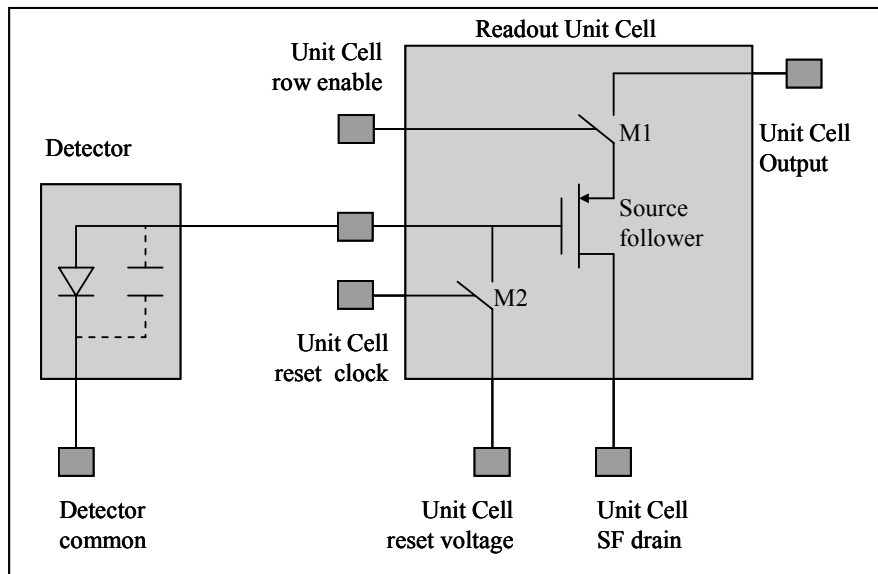 Readout Unit Cell
Unit Cell
row enable
M1
Unit Cell
Output
Detector
Source
follower
M2
Unit Cell
reset clock
Detector
common
Unit Cell
reset voltage
Unit Cell
SF drain